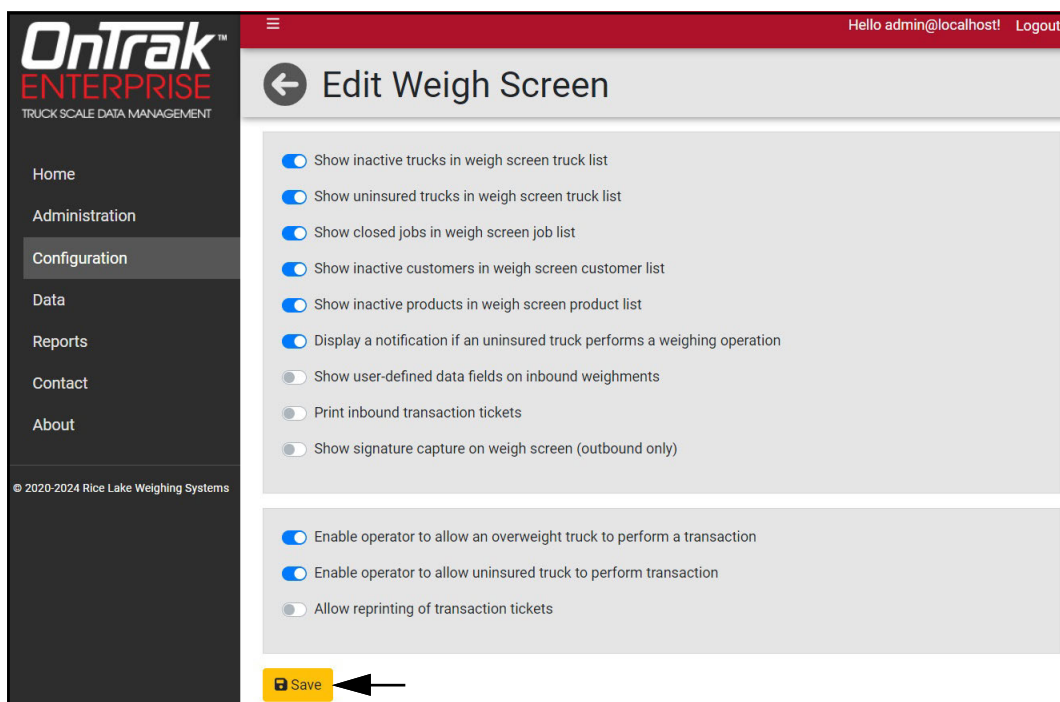 OnTrak™
ENTERPRISE
TRUCK SCALE DATA MANAGEMENT
Home
Administration
Configuration
Data
Reports
Contact
About
© 2020-2024 Rice Lake Weighing Systems
Hello admin@localhost! Logout
Edit Weigh Screen
Show inactive trucks in weigh screen truck list
Show uninsured trucks in weigh screen truck list
Show closed jobs in weigh screen job list
Show inactive customers in weigh screen customer list
Show inactive products in weigh screen product list
Display a notification if an uninsured truck performs a weighing operation
Show user-defined data fields on inbound weighments
Print inbound transaction tickets
Show signature capture on weigh screen (outbound only)
Enable operator to allow an overweight truck to perform a transaction
Enable operator to allow uninsured truck to perform transaction
Allow reprinting of transaction tickets
Save